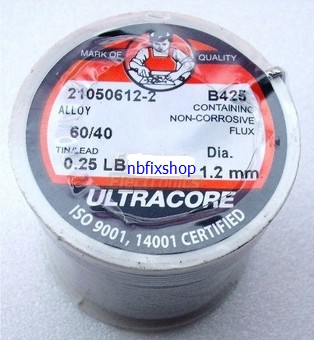 MARK OF QUALITY
21050612-2 B425
ALLOY CONTAINING
60/40 NON-CORROSIVE
TIN/LEAD FLUX
0.25 LB Dia.
nbfixshop 1.2 mm
ULTRACORE
ISO 9001, 14001 CERTIFIED